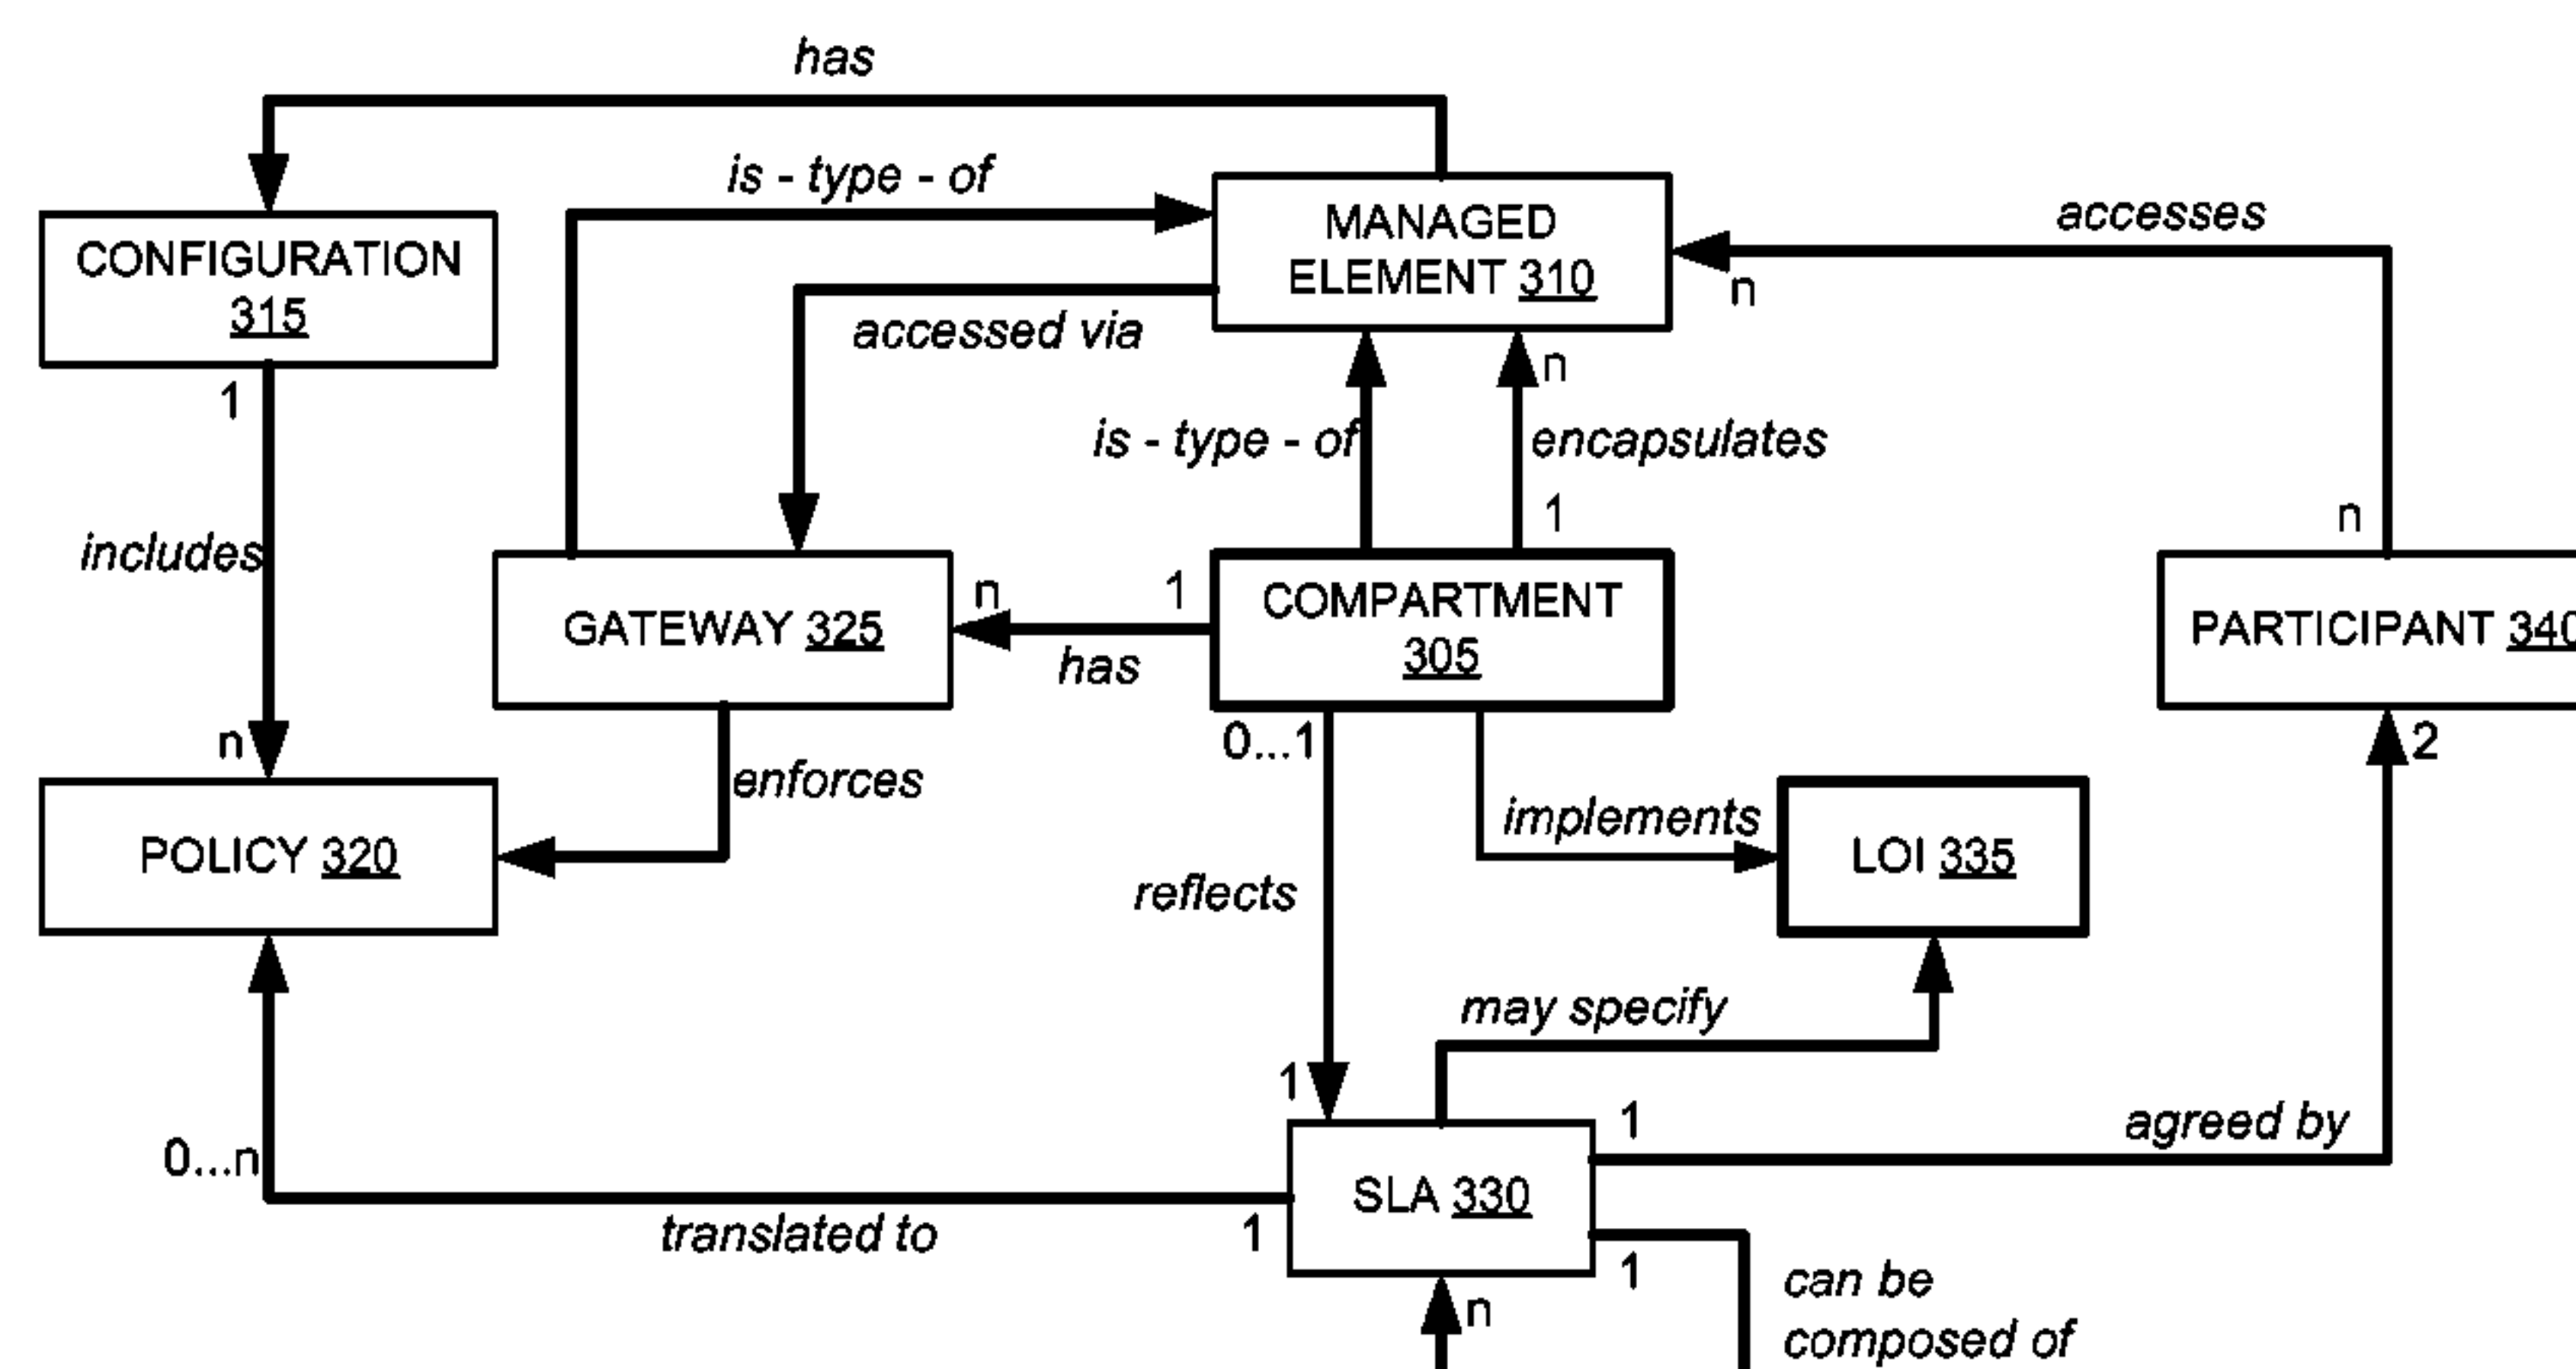 has
is - type - of
MANAGED
ELEMENT 310
accesses
n
CONFIGURATION
315
accessed via
1
n
is - type - of
encapsulates
1
n
includes
GATEWAY 325
n
1
has
COMPARTMENT
305
PARTICIPANT 340
n
enforces
0...1
2
implements
POLICY 320
LOI 335
reflects
may specify
1
1
agreed by
0...n
SLA 330
translated to
1
1
can be
composed of
n